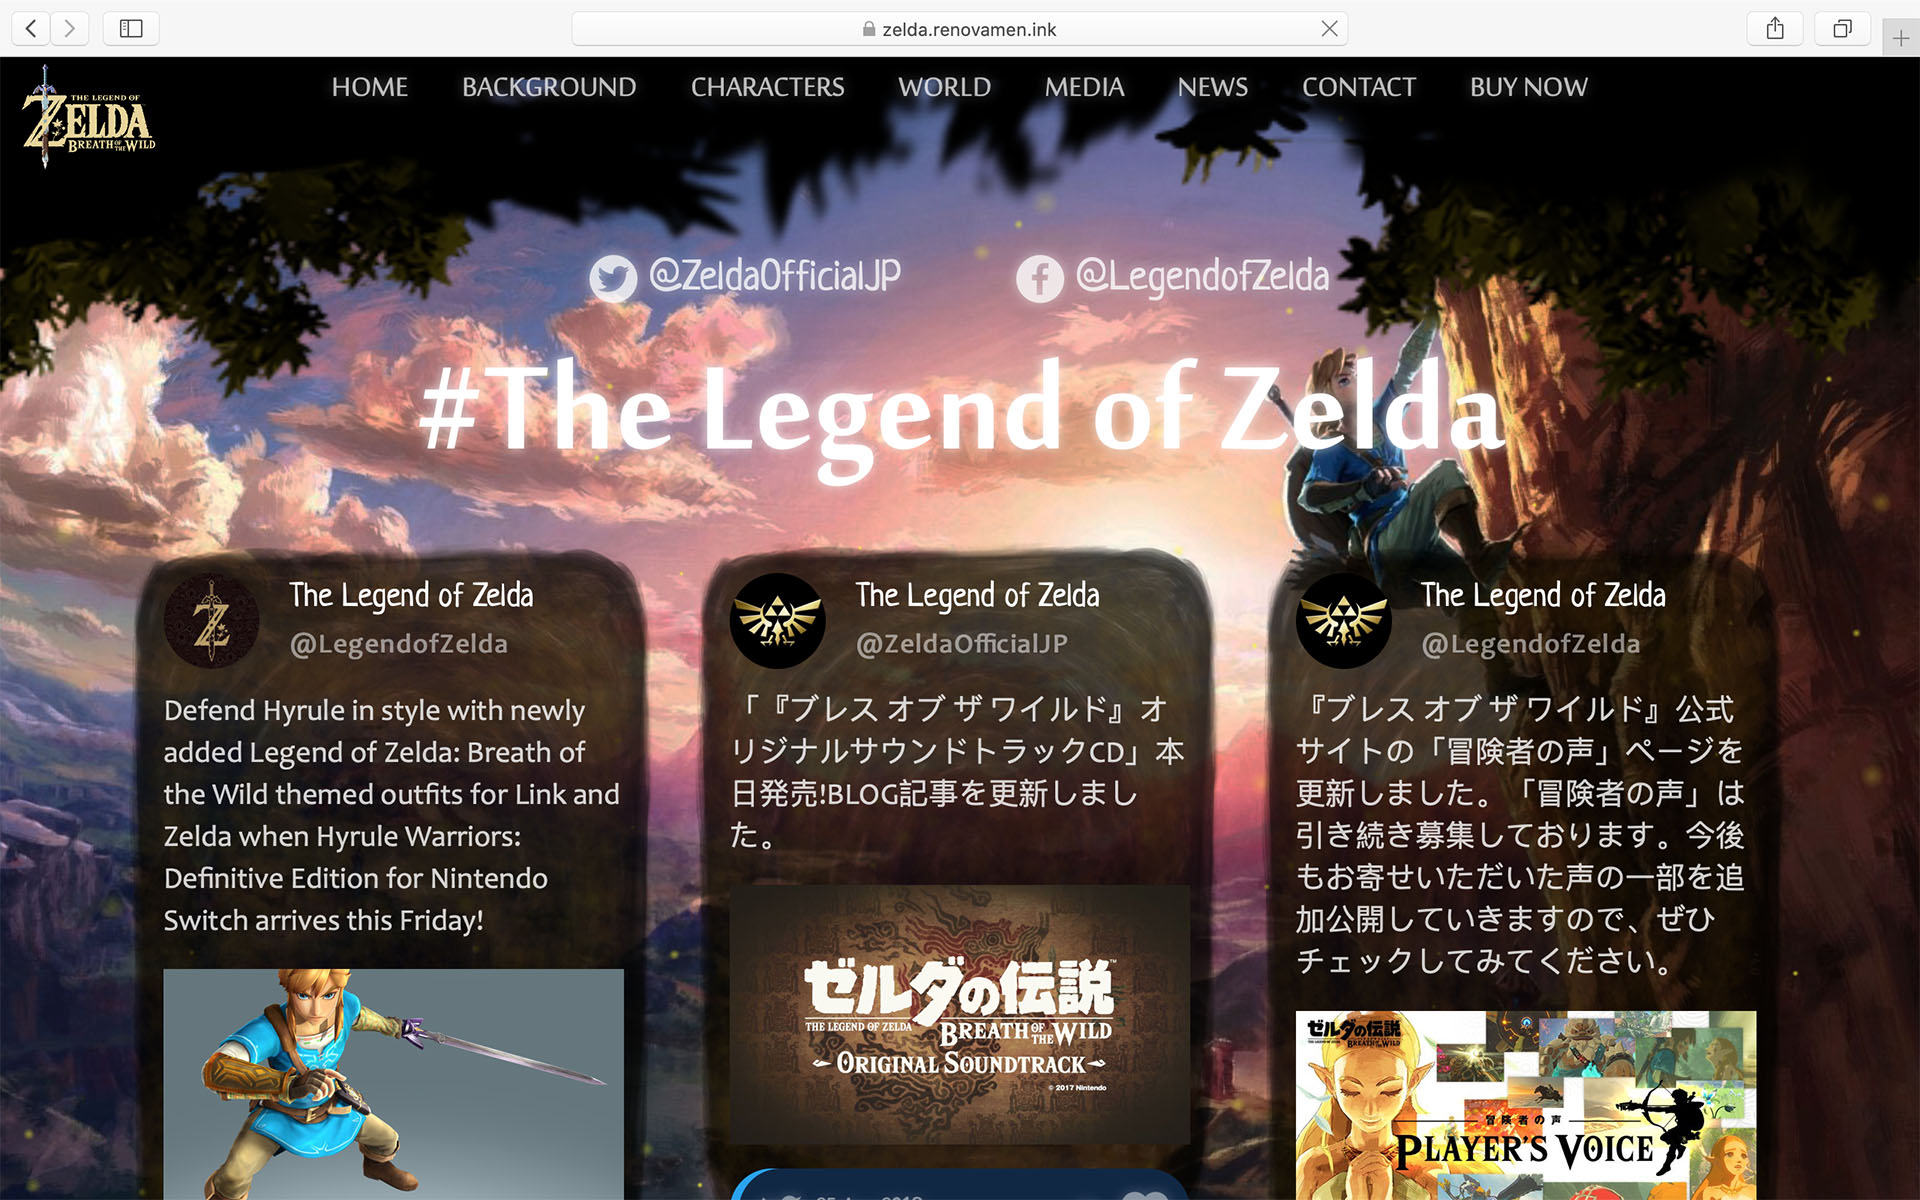 zelda.renovamen.ink
THE LEGEND OF
ZELDA
BREATH OF THE WILD
HOME BACKGROUND CHARACTERS WORLD MEDIA NEWS CONTACT BUY NOW
@ZeldaOfficialJP @LegendofZelda
#The Legend of Zelda
The Legend of Zelda
@LegendofZelda
Defend Hyrule in style with newly
added Legend of Zelda: Breath of
the Wild themed outfits for Link and
Zelda when Hyrule Warriors:
Definitive Edition for Nintendo
Switch arrives this Friday!
The Legend of Zelda
@ZeldaOfficialJP
「『ブレス オブ ザ ワイルド』オ
リジナルサウンドトラックCD」本
日発売!BLOG記事を更新しまし
た。
ゼルダの伝説™
THE LEGEND OF ZELDA BREATH OF THE WILD
ORIGINAL SOUNDTRACK
© 2017 Nintendo
The Legend of Zelda
@LegendofZelda
『ブレス オブ ザ ワイルド』公式
サイトの「冒険者の声」ページを
更新しました。「冒険者の声」は
引き続き募集しております。今後
もお寄せいただいた声の一部を追
加公開していきますので、ぜひ
チェックしてみてください。
ゼルダの伝説
BREATH OF THE WILD
冒険者の声
PLAYER'S VOICE